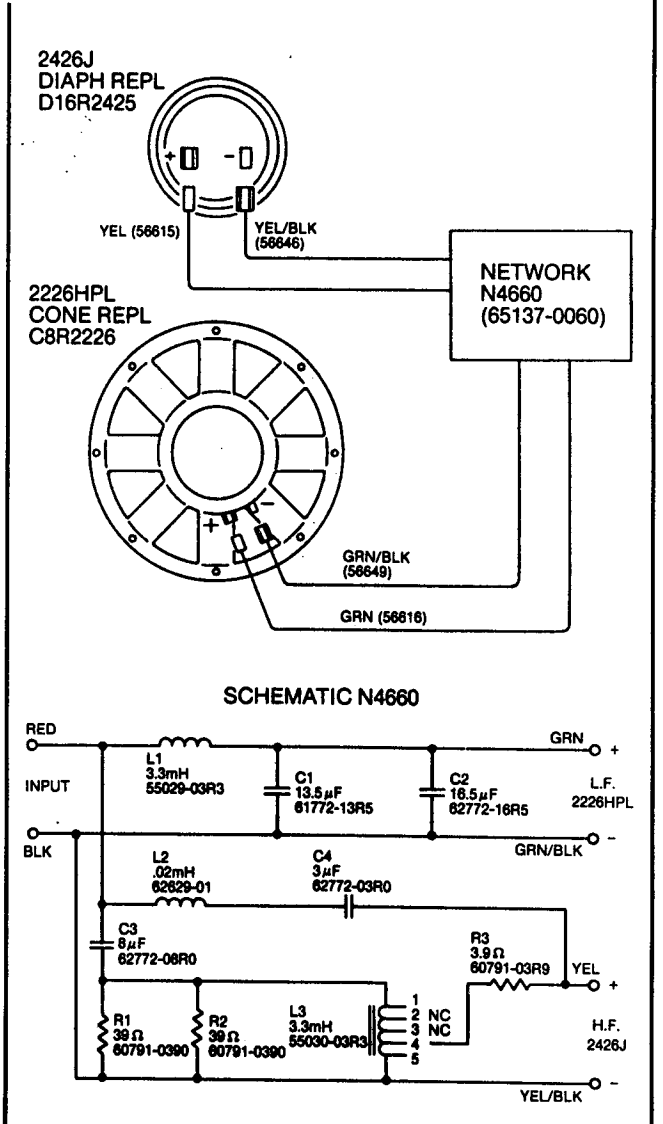 2426J
DIAPH REPL
D16R2425
+
-
YEL (56615)
YEL/BLK
(56646)
NETWORK
N4660
(65137-0060)
2226HPL
CONE REPL
C8R2226
+
-
GRN/BLK
(56649)
GRN (56616)
SCHEMATIC N4660
RED
GRN
+
L1
3.3mH
55029-03R3
INPUT
C1
13.5µF
61772-13R5
C2
16.5µF
62772-16R5
L.F.
2226HPL
BLK
GRN/BLK
-
L2
.02mH
62629-01
C4
3µF
62772-03R0
C3
8µF
62772-08R0
R3
3.9Ω
60791-03R9
YEL
+
R1
39Ω
60791-0390
R2
39Ω
60791-0390
L3
3.3mH
55030-03R3
1
2 NC
3 NC
4
5
H.F.
2426J
YEL/BLK
-